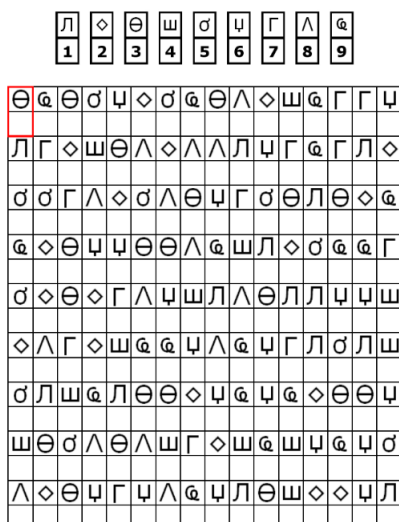 Л ◇ Ө Ш ơ Џ Г Λ Ҩ
1 2 3 4 5 6 7 8 9
Ө Ҩ Ө ơ Џ ◇ ơ Ҩ Ө Λ ◇ Ш Ҩ Г Г Џ
Л Г ◇ Ш Ө Λ ◇ Λ Λ Л Џ Г Ҩ Г Л ◇
ơ ơ Г Λ ◇ ơ Λ Ө Џ Г ơ Ө Л Ө ◇ Ҩ
Ҩ ◇ Ө Џ Џ Ө Ө Λ Ҩ Ш Л ◇ ơ Ҩ Ҩ Г
ơ ◇ Ө ◇ Г Λ Џ Ш Л Λ Ө Л Л Џ Џ Ш
◇ Λ Г ◇ Ш Ҩ Ҩ Џ Λ Ҩ Џ Г Л ơ Л Ш
ơ Л Ш Ҩ Л Ө Ө ◇ Џ Ҩ Џ Ҩ ◇ Ө Ө Џ
Ш Ө ơ Λ Ө Λ Ш Г ◇ Ш Ҩ Ш Џ Ҩ Џ ơ
Λ ◇ Ө Џ Г Џ Λ Ҩ Џ Л Ө Ш ◇ ◇ Џ Л